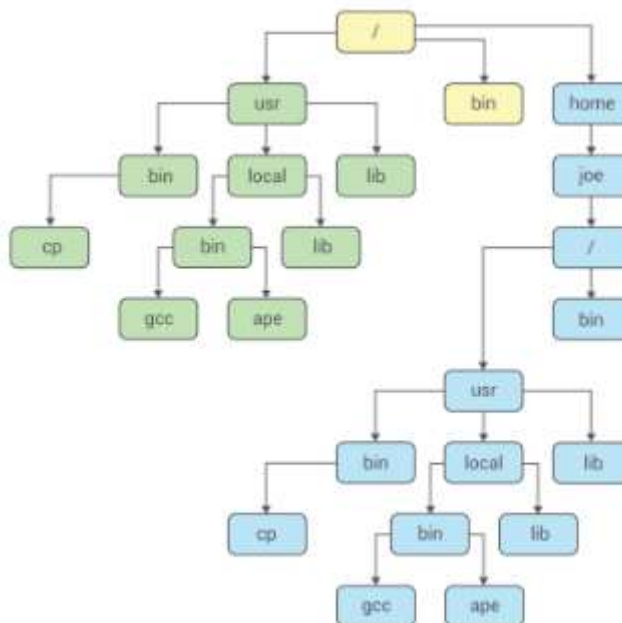 /
usr
bin
home
bin
local
lib
joe
cp
bin
lib
/
gcc
ape
bin
usr
bin
local
lib
cp
bin
lib
gcc
ape